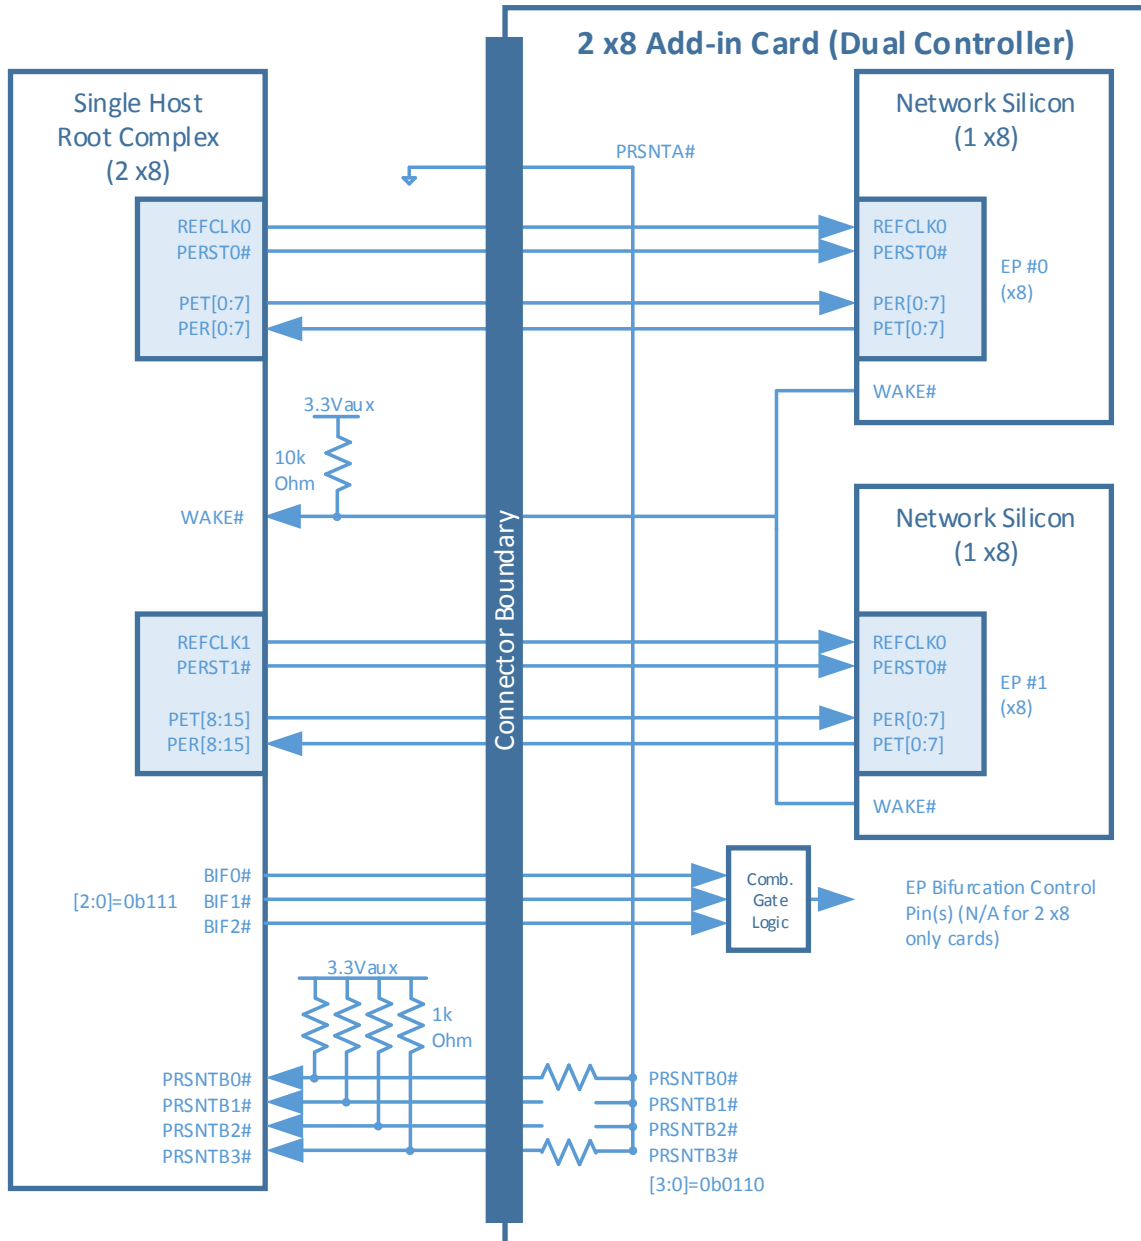 2 x8 Add-in Card (Dual Controller)
Single Host
Root Complex
(2 x8)
Network Silicon
(1 x8)
PRSNTA#
REFCLK0
PERST0#
PET[0:7]
PER[0:7]
REFCLK0
PERST0#
PER[0:7]
PET[0:7]
EP #0
(x8)
WAKE#
3.3Vaux
10k
Ohm
WAKE#
Connector Boundary
Network Silicon
(1 x8)
REFCLK1
PERST1#
PET[8:15]
PER[8:15]
REFCLK0
PERST0#
PER[0:7]
PET[0:7]
EP #1
(x8)
WAKE#
BIF0#
[2:0]=0b111 BIF1#
BIF2#
Comb.
Gate
Logic
EP Bifurcation Control
Pin(s) (N/A for 2 x8
only cards)
3.3Vaux
1k
Ohm
PRSNTB0#
PRSNTB1#
PRSNTB2#
PRSNTB3#
PRSNTB0#
PRSNTB1#
PRSNTB2#
PRSNTB3#
[3:0]=0b0110